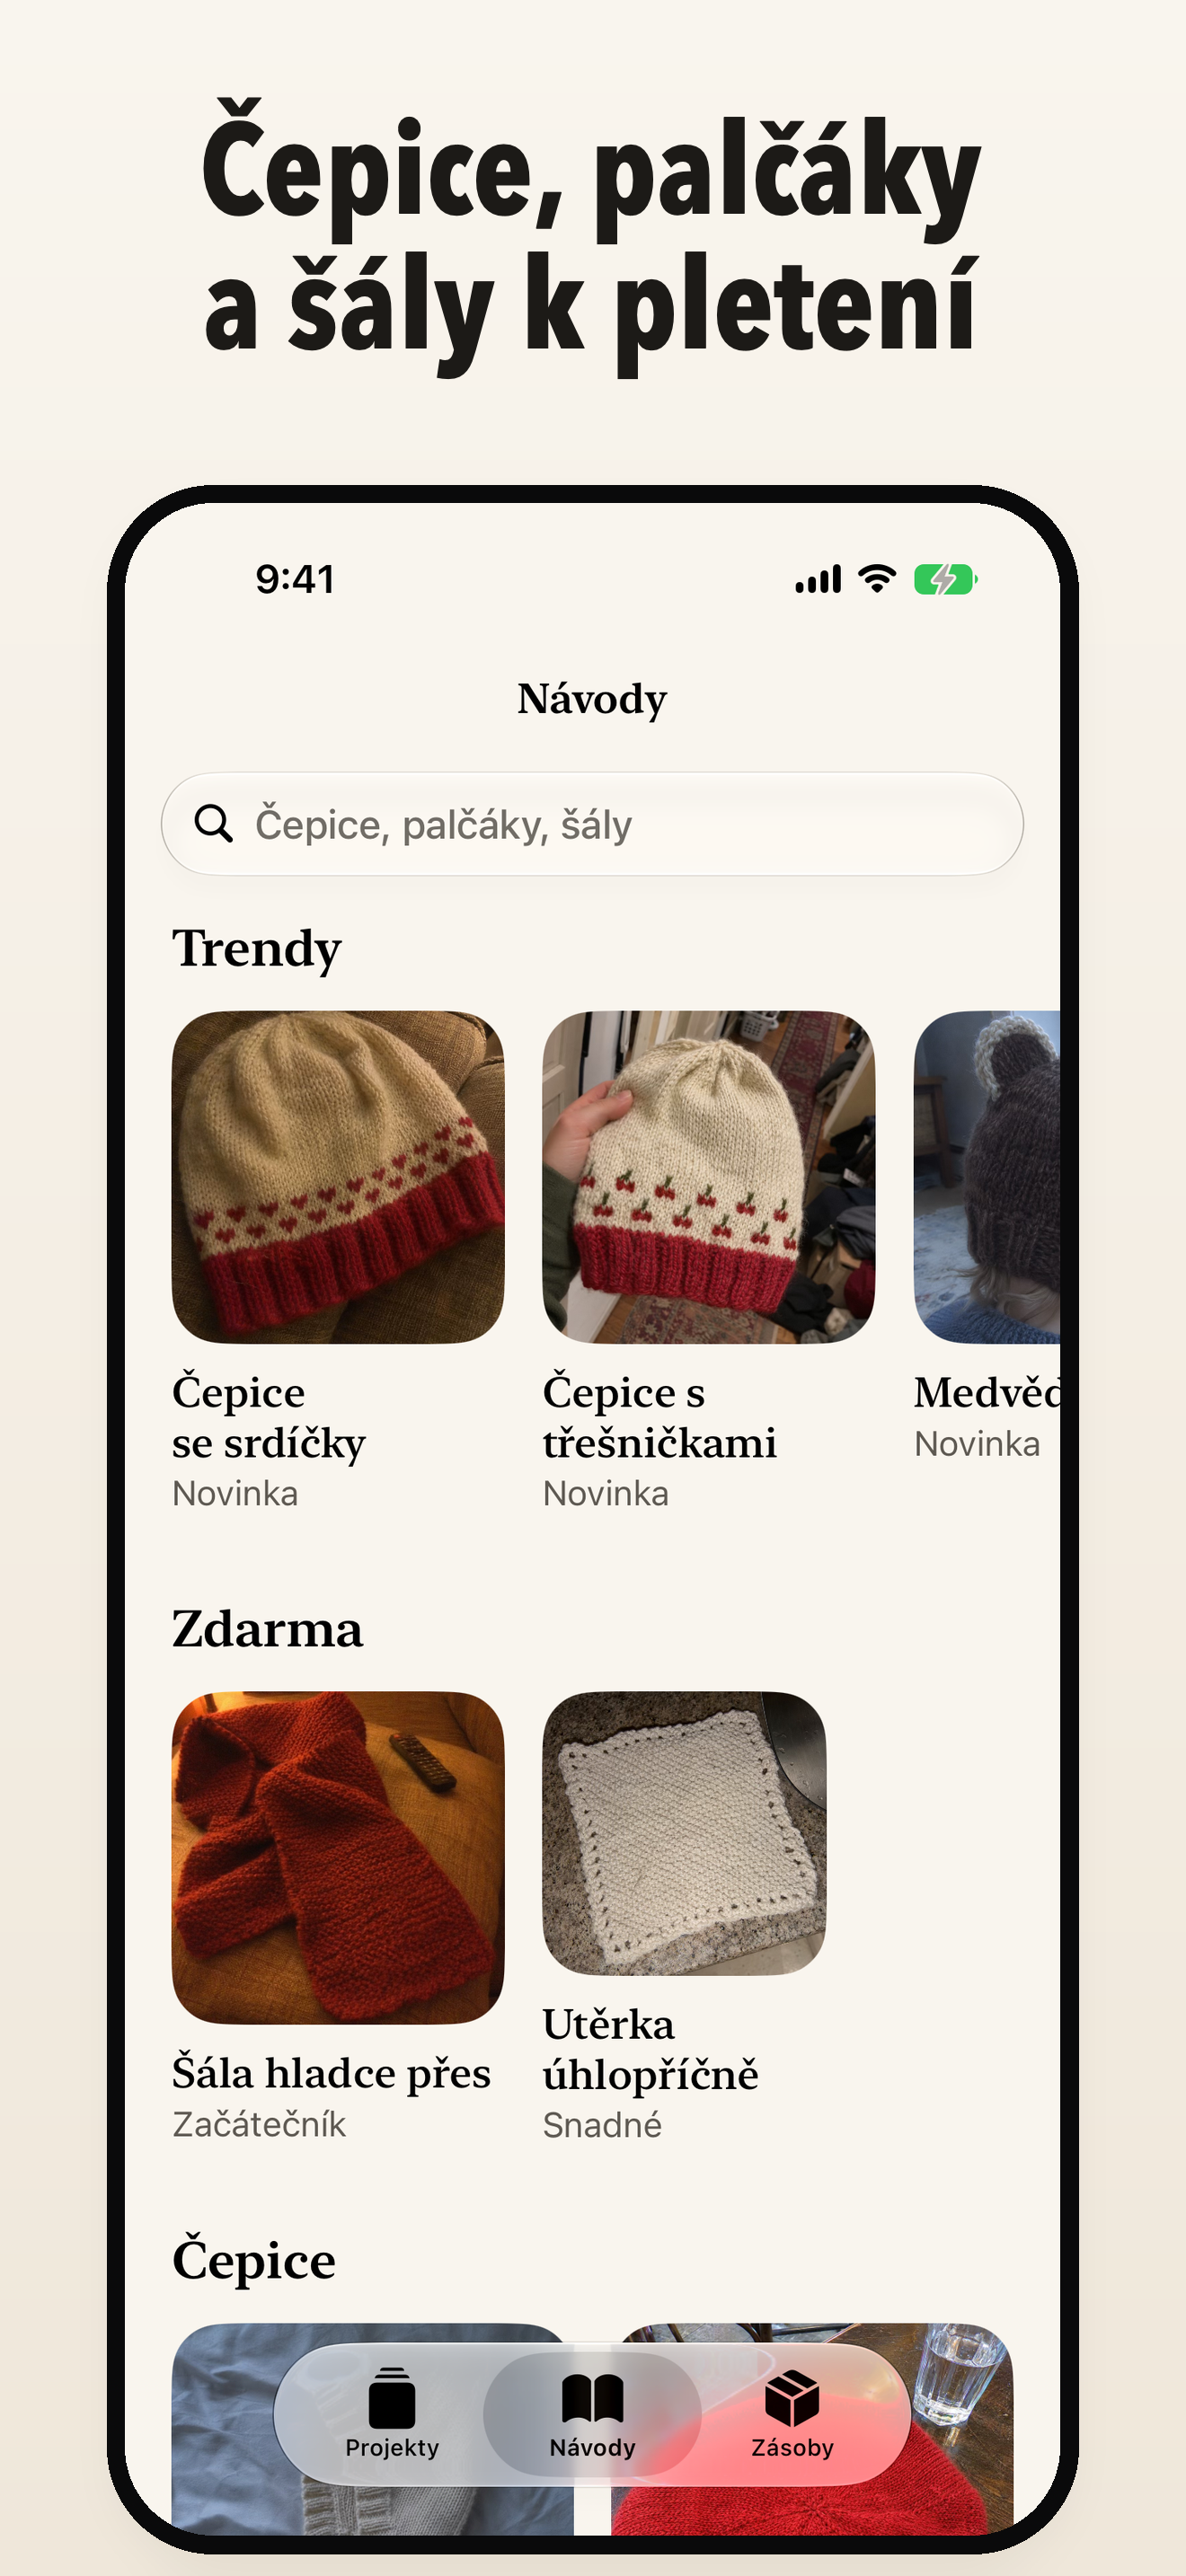 Čepice, palčáky
a šály k pletení
9:41
Návody
Čepice, palčáky, šály
Trendy
Čepice
se srdíčky
Novinka
Čepice s
třešničkami
Novinka
Medvěd
Novinka
Zdarma
Šála hladce přes
Začátečník
Utěrka
úhlopříčně
Snadné
Čepice
Projekty
Návody
Zásoby